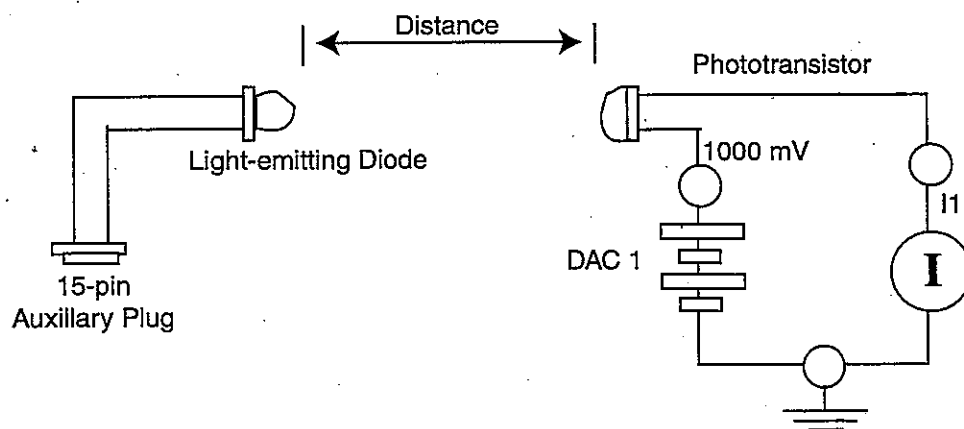 Distance
Phototransistor
Light-emitting Diode
1000 mV
I1
DAC 1
I
15-pin
Auxillary Plug